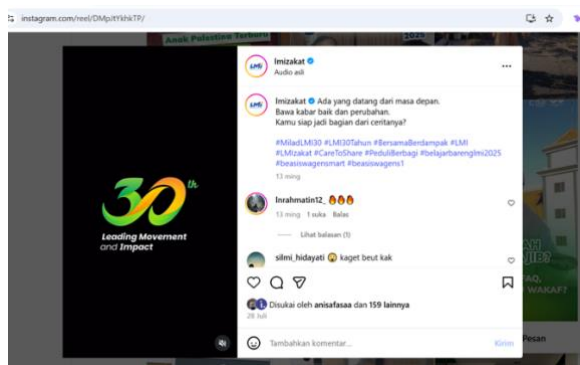 instagram.com/reel/DMpJtYkhkTP/
Anak Palestina Terbaru
2025
lmizakat
Audio asli
lmizakat Ada yang datang dari masa depan.
Bawa kabar baik dan perubahan.
Kamu siap jadi bagian dari ceritanya?
#MiladLMI30 #LMI30Tahun #BersamaBerdampak #LMI
#LMIzakat #CareToShare #PeduliBerbagi #belajarbarenglmi2025
#beasiswagensmart #beasiswagens1
13 ming
lnrahmatin12_ 🔥🔥🔥
13 ming 1 suka Balas
Lihat balasan (1)
silmi_hidayati 😱 kaget beut kak
Disukai oleh anisafasaa dan 159 lainnya
28 Juli
Tambahkan komentar...
Kirim
30th
Leading Movement
and Impact
WAKAF?
Pesan